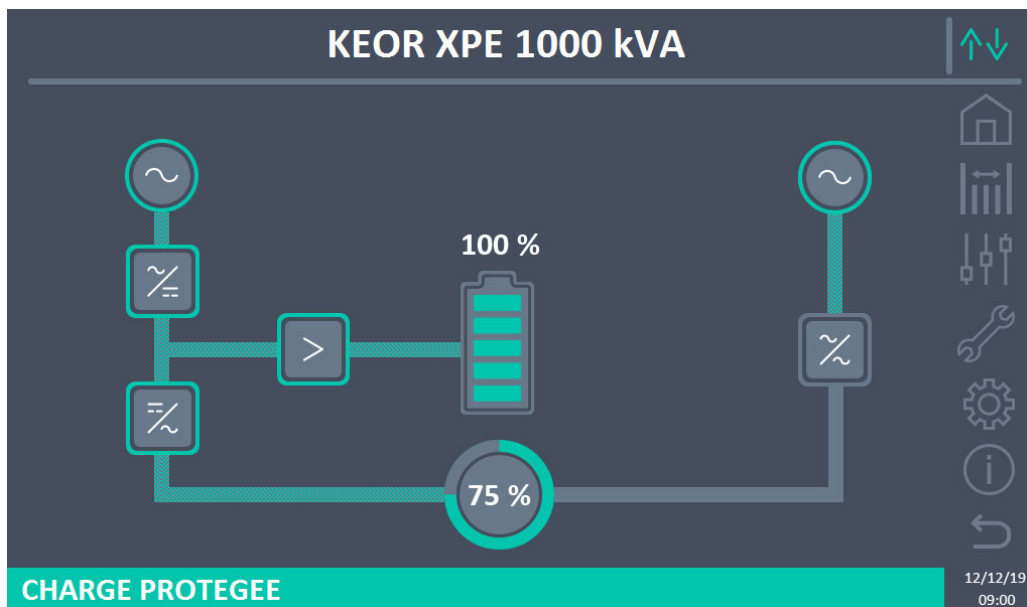 KEOR XPE 1000 kVA
100 %
75 %
CHARGE PROTEGEE
12/12/19
09:00